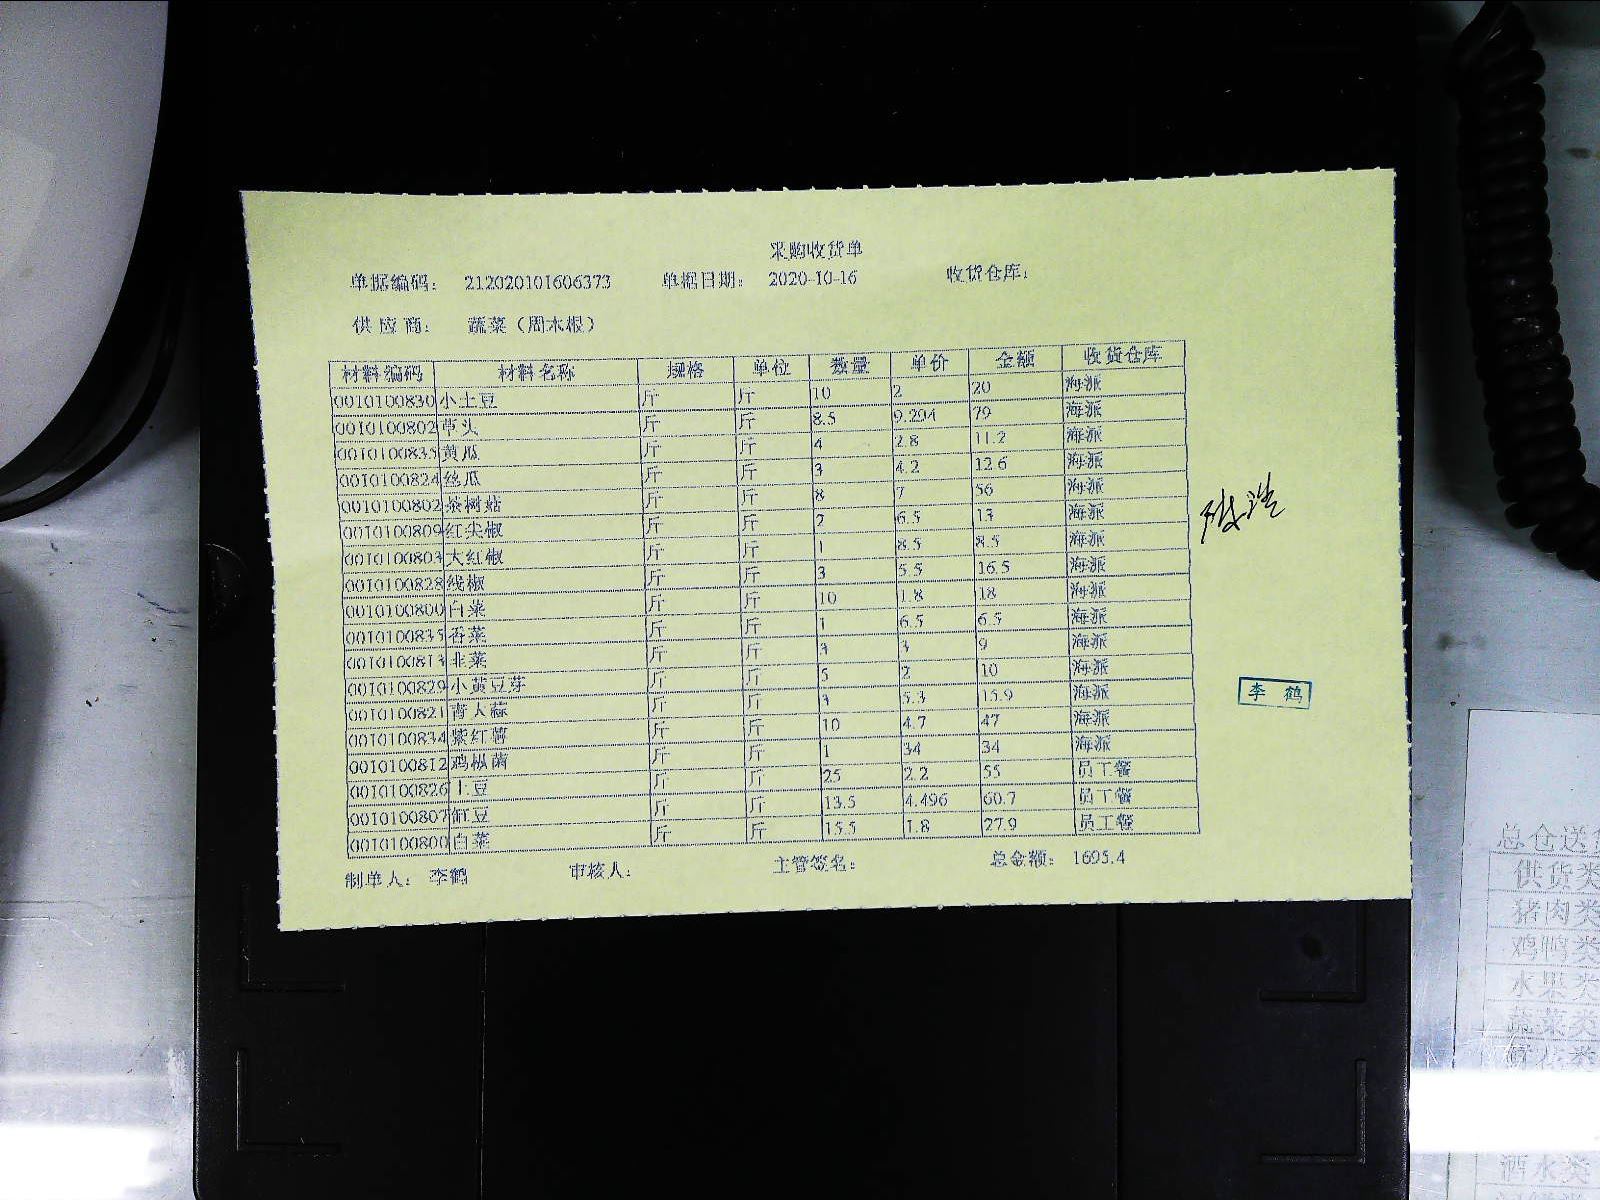 采购收货单
单据编码： 212020101606373 单据日期： 2020-10-16 收货仓库：
供应商： 蔬菜（周木根）
材料编码 材料名称 规格 单位 数量 单价 金额 收货仓库
0010100830 小土豆 斤 斤 10 2 20 海派
0010100802 草头 斤 斤 8.5 9.294 79 海派
0010100835 黄瓜 斤 斤 4 2.8 11.2 海派
0010100824 丝瓜 斤 斤 3 4.2 12.6 海派
0010100802 茶树菇 斤 斤 8 7 56 海派
0010100809 红尖椒 斤 斤 2 6.5 13 海派
0010100803 大红椒 斤 斤 1 8.5 8.5 海派
0010100828 线椒 斤 斤 3 5.5 16.5 海派
0010100800 白菜 斤 斤 10 1.8 18 海派
0010100835 香菜 斤 斤 1 6.5 6.5 海派
0010100813 韭菜 斤 斤 3 3 9 海派
0010100829 小黄豆芽 斤 斤 5 2 10 海派
0010100821 青大蒜 斤 斤 3 5.3 15.9 海派
0010100834 紫红薯 斤 斤 10 4.7 47 海派
0010100812 鸡枞菌 斤 斤 1 34 34 海派
0010100826 土豆 斤 斤 25 2.2 55 员工餐
0010100807 豇豆 斤 斤 13.5 4.496 60.7 员工餐
0010100800 白菜 斤 斤 15.5 1.8 27.9 员工餐
制单人： 李鹤 审核人： 主管签名： 总金额： 1695.4
李 鹤
总仓送
供货类
猪肉类
鸡鸭类
水果类
蔬菜类
酒水类